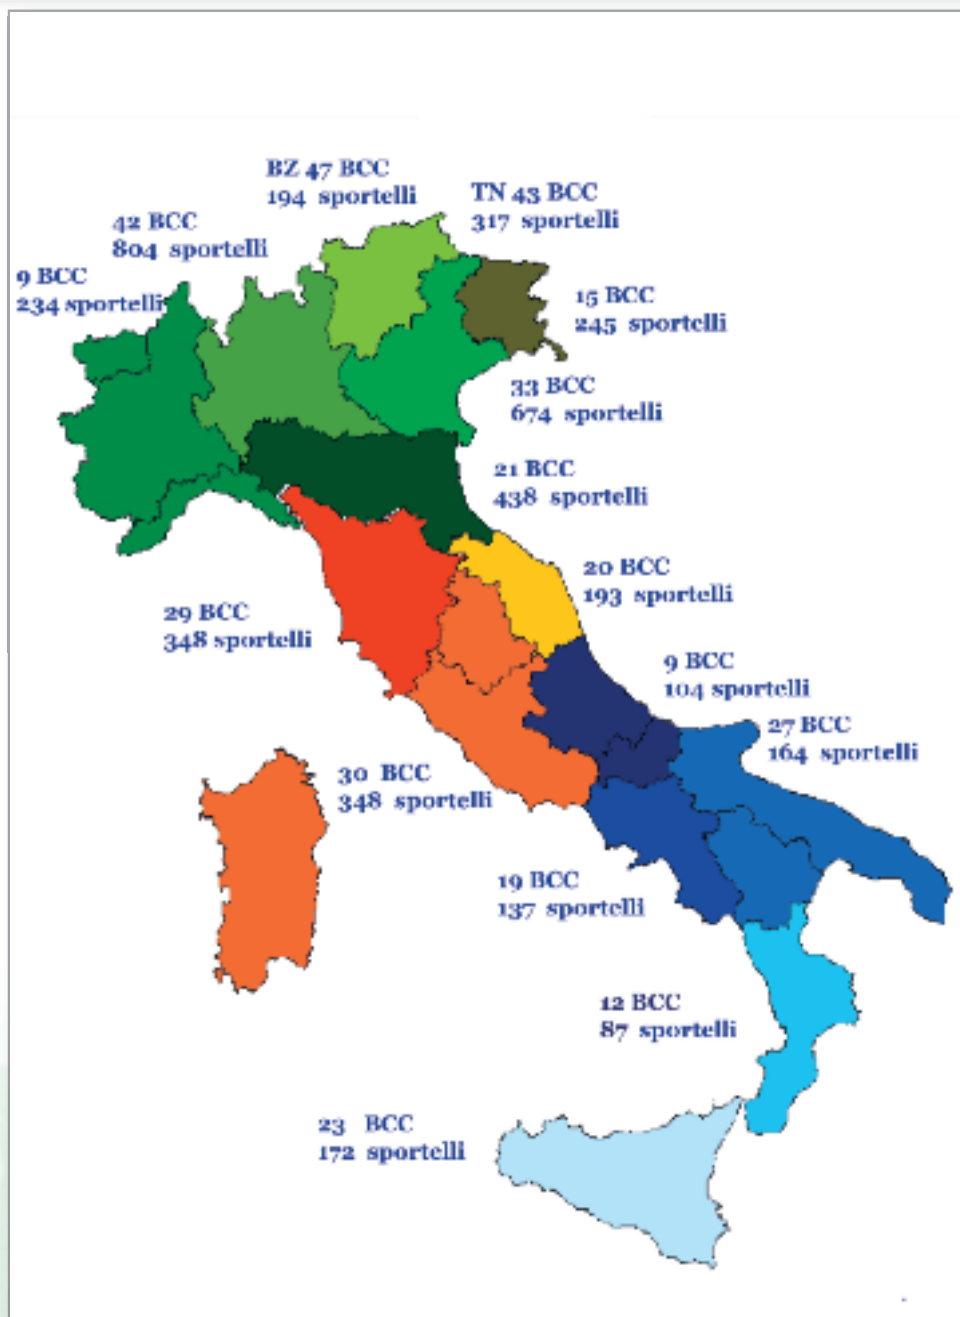 BZ 47 BCC
194 sportelli
TN 43 BCC
317 sportelli
42 BCC
804 sportelli
9 BCC
234 sportelli
15 BCC
245 sportelli
33 BCC
674 sportelli
21 BCC
438 sportelli
20 BCC
193 sportelli
29 BCC
348 sportelli
9 BCC
104 sportelli
27 BCC
164 sportelli
30 BCC
348 sportelli
19 BCC
137 sportelli
12 BCC
87 sportelli
23 BCC
172 sportelli